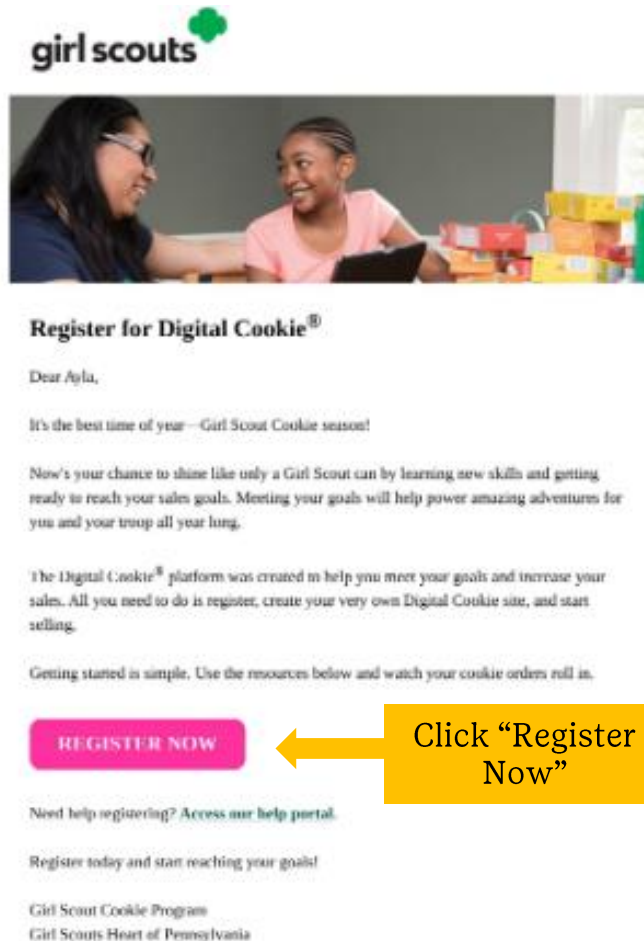 girl scouts
Register for Digital Cookie®
Dear Ayla,
It's the best time of year—Girl Scout Cookie season!
Now's your chance to shine like only a Girl Scout can by learning new skills and getting
ready to reach your sales goals. Meeting your goals will help power amazing adventures for
you and your troop all year long.
The Digital Cookie® platform was created to help you meet your goals and increase your
sales. All you need to do is register, create your very own Digital Cookie site, and start
selling.
Getting started is simple. Use the resources below and watch your cookie orders roll in.
REGISTER NOW
Click “Register
Now”
Need help registering? Access our help portal.
Register today and start reaching your goals!
Girl Scout Cookie Program
Girl Scouts Heart of Pennsylvania